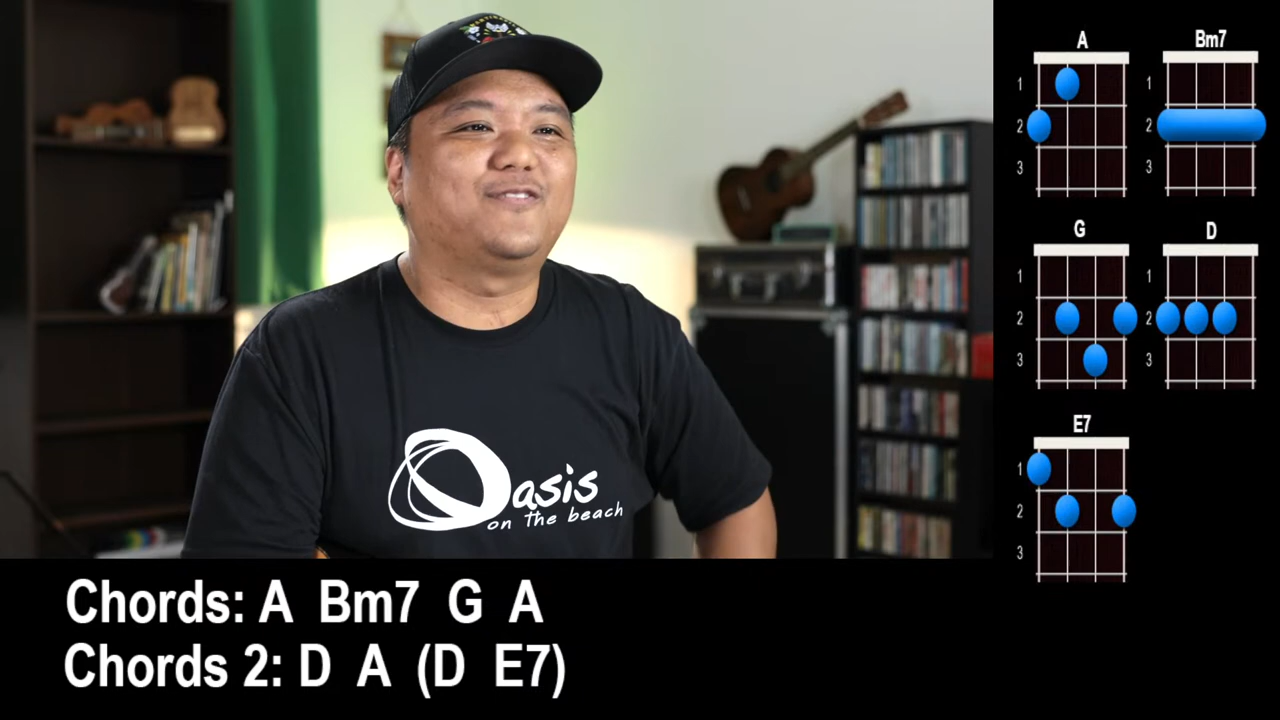 A Bm7
1 1
2 2
3 3
G D
1 1
2 2
3 3
E7
1
2
3
Oasis
on the beach
Chords: A Bm7 G A
Chords 2: D A (D E7)